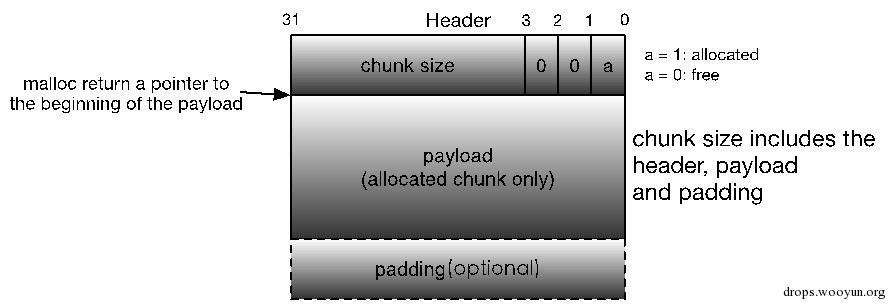 31 Header 3 2 1 0
chunk size 0 0 a
a = 1: allocated
a = 0: free
malloc return a pointer to
the beginning of the payload
payload
(allocated chunk only)
chunk size includes the
header, payload
and padding
padding(optional)
drops.wooyun.org